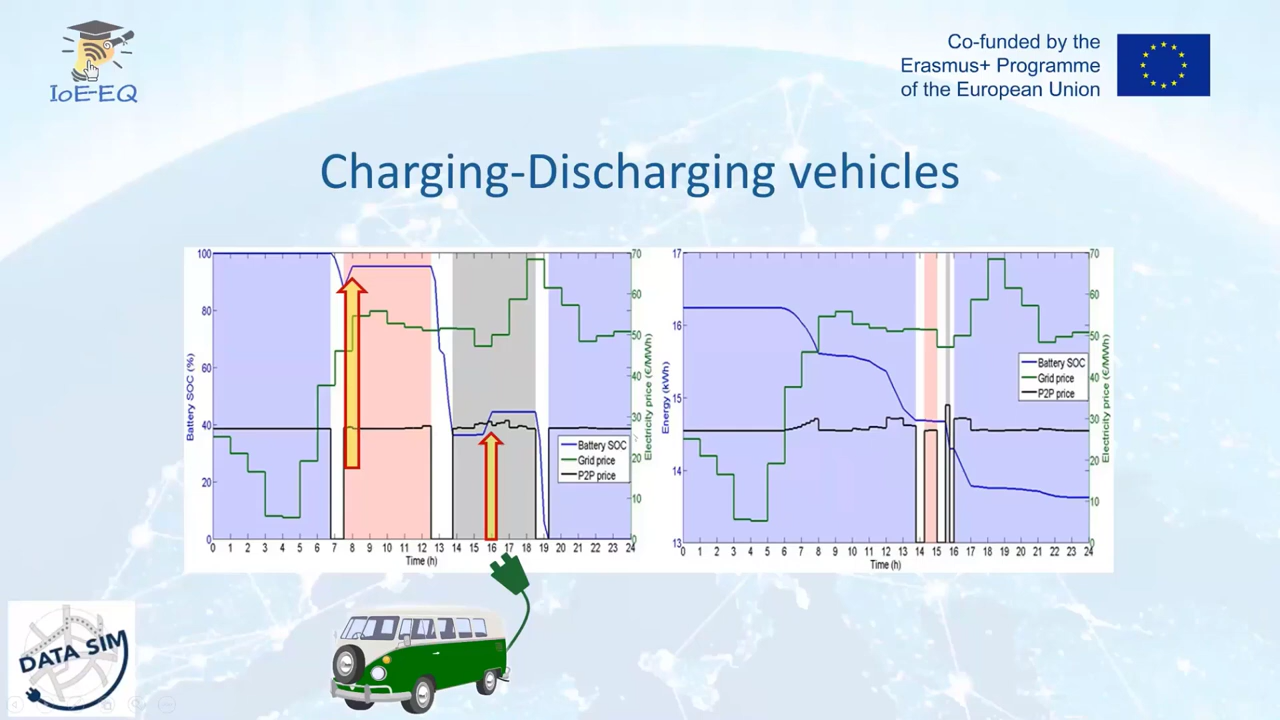 IoE-EQ
Co-funded by the
Erasmus+ Programme
of the European Union
Charging-Discharging vehicles
100
80
60
40
20
0
Battery SOC (%)
70
60
50
40
30
20
10
0
Electricity price (€/MWh)
Battery SOC
Grid price
P2P price
0 1 2 3 4 5 6 7 8 9 10 11 12 13 14 15 16 17 18 19 20 21 22 23 24
Time (h)
17
16
15
14
13
Energy (kWh)
70
60
50
40
30
20
10
0
Electricity price (€/MWh)
Battery SOC
Grid price
P2P price
0 1 2 3 4 5 6 7 8 9 10 11 12 13 14 15 16 17 18 19 20 21 22 23 24
Time (h)
DATA SIM